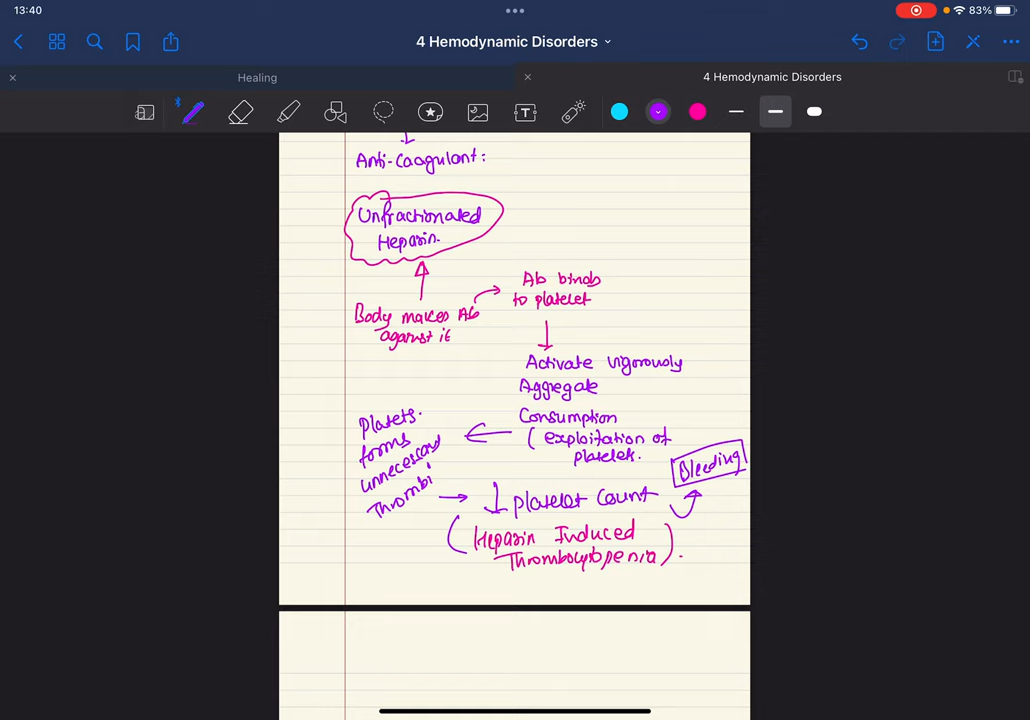 13:40
83%
4 Hemodynamic Disorders
Healing
4 Hemodynamic Disorders
Anti-Coagulant:
Unfractionated
Heparin.
Body makes Ab
against it
Ab binds
to platelet
Activate vigorously
Aggregate
Consumption
(exploitation of
platelets.
Platets.
forms
unnecessary
Thrombi
↓ Platelet Count
Bleeding
(Heparin Induced
Thrombocytopenia).